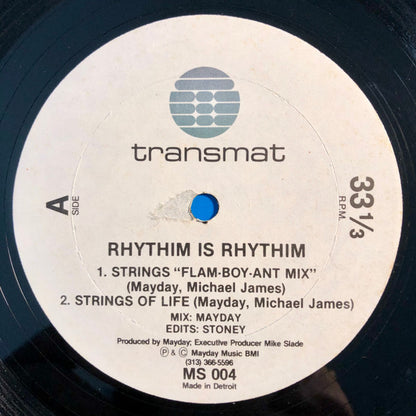 transmat
A
SIDE
33 1/3
R.P.M.
RHYTHIM IS RHYTHIM
1. STRINGS "FLAM-BOY-ANT MIX"
(Mayday, Michael James)
2. STRINGS OF LIFE (Mayday, Michael James)
MIX: MAYDAY
EDITS: STONEY
Produced by Mayday; Executive Producer Mike Slade
Ⓟ & © Mayday Music BMI
(313) 366-5596
MS 004
Made in Detroit